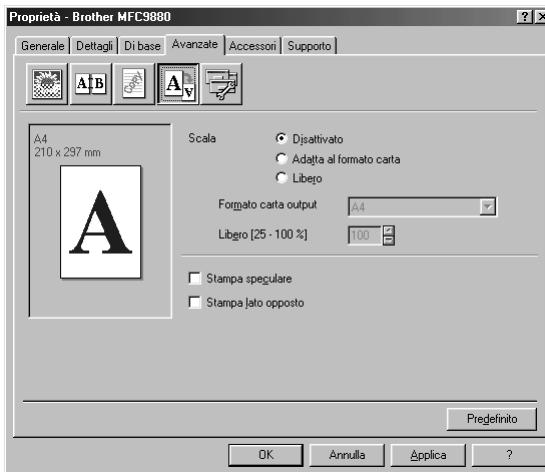 Proprietà - Brother MFC9880
Generale Dettagli Di base Avanzate Accessori Supporto
A B
Copy
A
A4
210 x 297 mm
A
Scala
Disattivato
Adatta al formato carta
Libero
Formato carta output
A4
Libero [25 - 100 %]
100
Stampa speculare
Stampa lato opposto
Predefinito
OK Annulla Applica ?